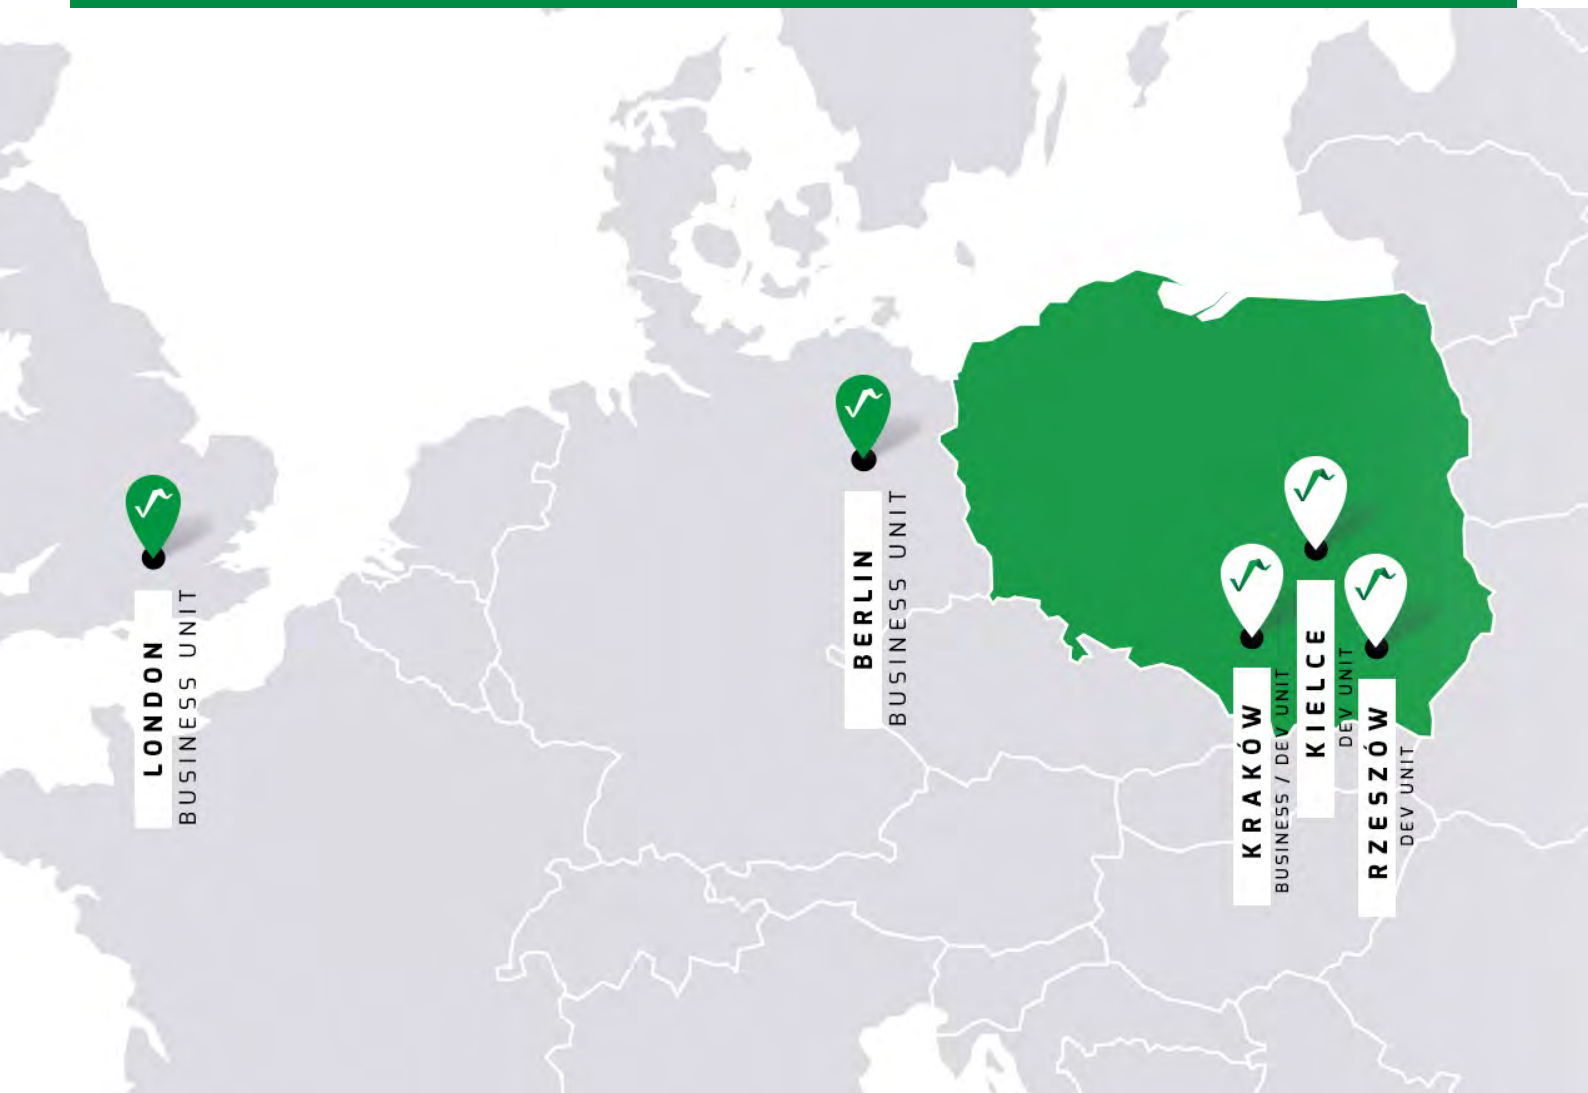 LONDON
BUSINESS UNIT
BERLIN
BUSINESS UNIT
KRAKÓW
BUSINESS / DEV UNIT
KIELCE
DEV UNIT
RZESZÓW
DEV UNIT